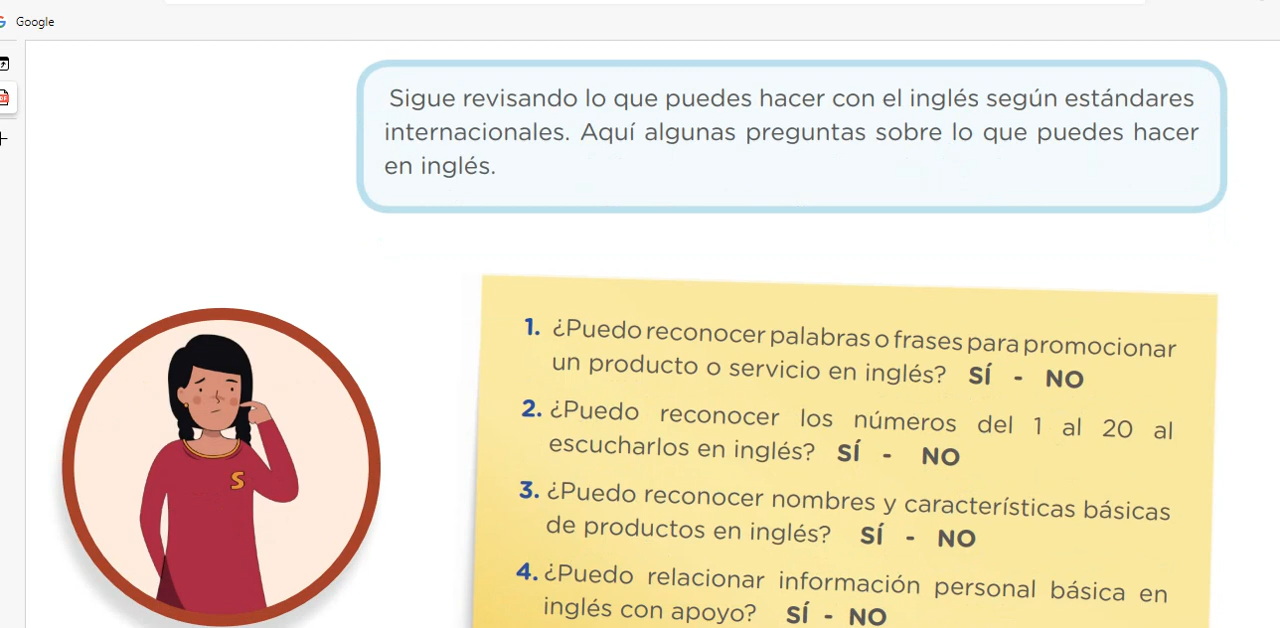 Google
Sigue revisando lo que puedes hacer con el inglés según estándares
internacionales. Aquí algunas preguntas sobre lo que puedes hacer
en inglés.
1. ¿Puedo reconocer palabras o frases para promocionar
un producto o servicio en inglés? SÍ - NO
2. ¿Puedo reconocer los números del 1 al 20 al
escucharlos en inglés? SÍ - NO
3. ¿Puedo reconocer nombres y características básicas
de productos en inglés? SÍ - NO
4. ¿Puedo relacionar información personal básica en
inglés con apoyo? SÍ - NO
S